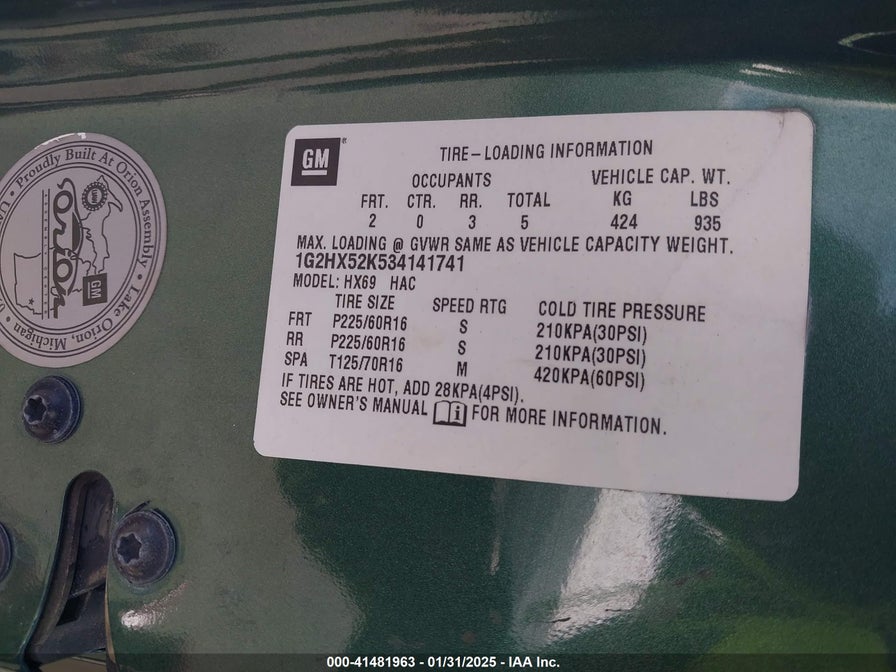 Proudly Built At Orion Assembly
Lake Orion, Michigan
orion
GM
GM
TIRE-LOADING INFORMATION
OCCUPANTS VEHICLE CAP. WT.
FRT. CTR. RR. TOTAL KG LBS
2 0 3 5 424 935
MAX. LOADING @ GVWR SAME AS VEHICLE CAPACITY WEIGHT.
1G2HX52K534141741
MODEL: HX69 HAC
TIRE SIZE SPEED RTG COLD TIRE PRESSURE
FRT P225/60R16 S 210KPA(30PSI)
RR P225/60R16 S 210KPA(30PSI)
SPA T125/70R16 M 420KPA(60PSI)
IF TIRES ARE HOT, ADD 28KPA(4PSI).
SEE OWNER'S MANUAL FOR MORE INFORMATION.
000-41481963 - 01/31/2025 - IAA Inc.